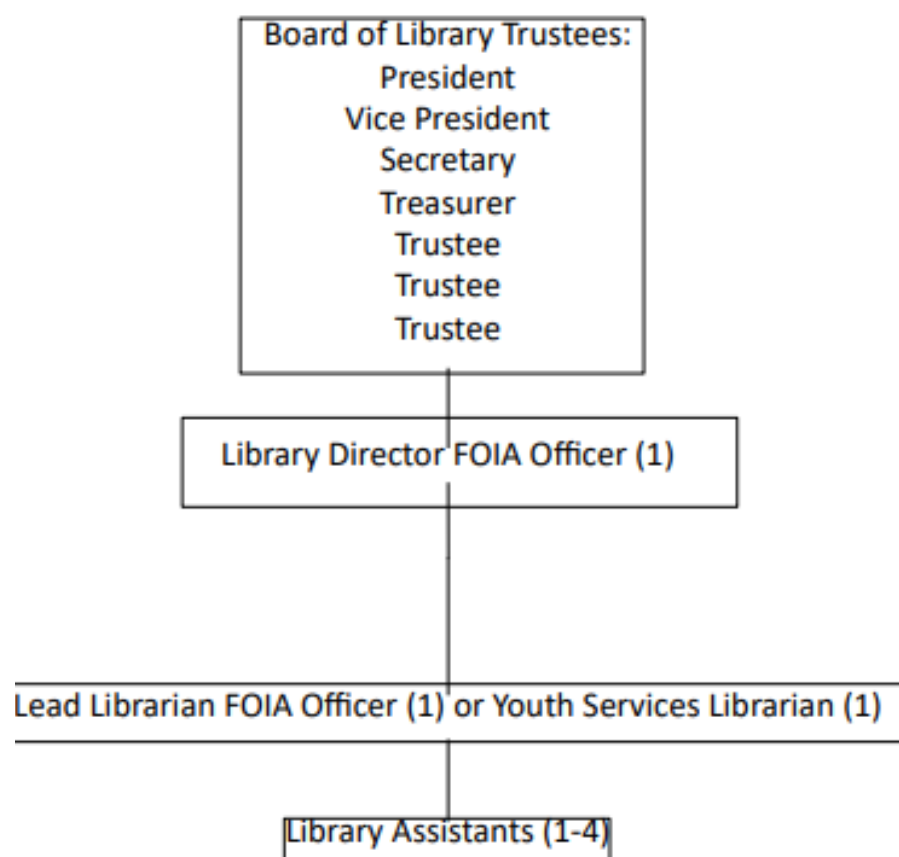 Board of Library Trustees:
President
Vice President
Secretary
Treasurer
Trustee
Trustee
Trustee
Library Director FOIA Officer (1)
Lead Librarian FOIA Officer (1) or Youth Services Librarian (1)
Library Assistants (1-4)